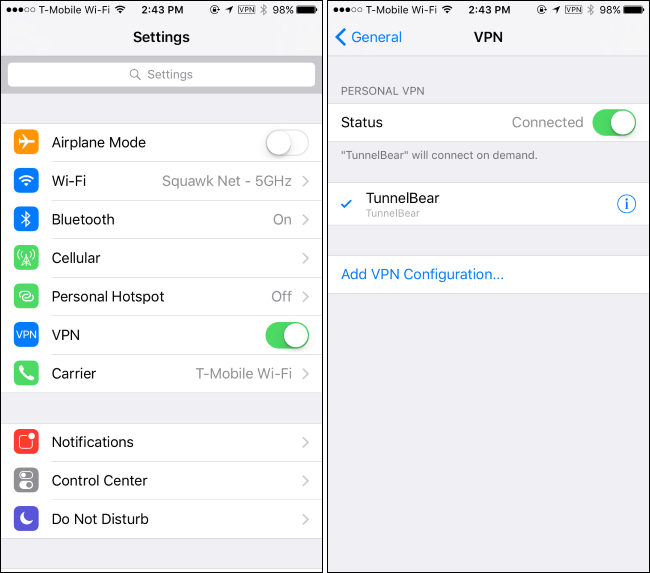 T-Mobile Wi-Fi 2:43 PM VPN 98%
Settings
Settings
Airplane Mode
Wi-Fi Squawk Net - 5GHz
Bluetooth On
Cellular
Personal Hotspot Off
VPN VPN
Carrier T-Mobile Wi-Fi
Notifications
Control Center
Do Not Disturb
T-Mobile Wi-Fi 2:43 PM VPN 98%
General VPN
PERSONAL VPN
Status Connected
"TunnelBear" will connect on demand.
TunnelBear
TunnelBear
Add VPN Configuration...